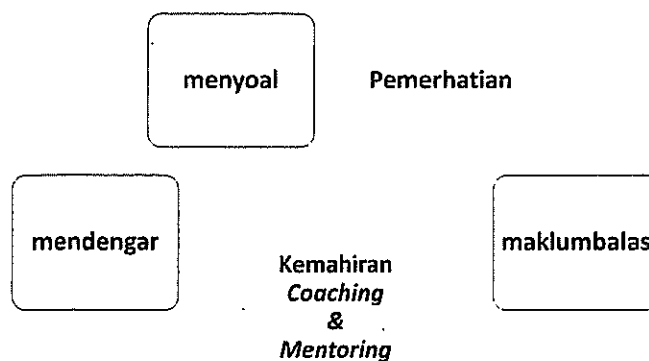 menyoal
Pemerhatian
mendengar
maklumbalas
Kemahiran
Coaching
&
Mentoring